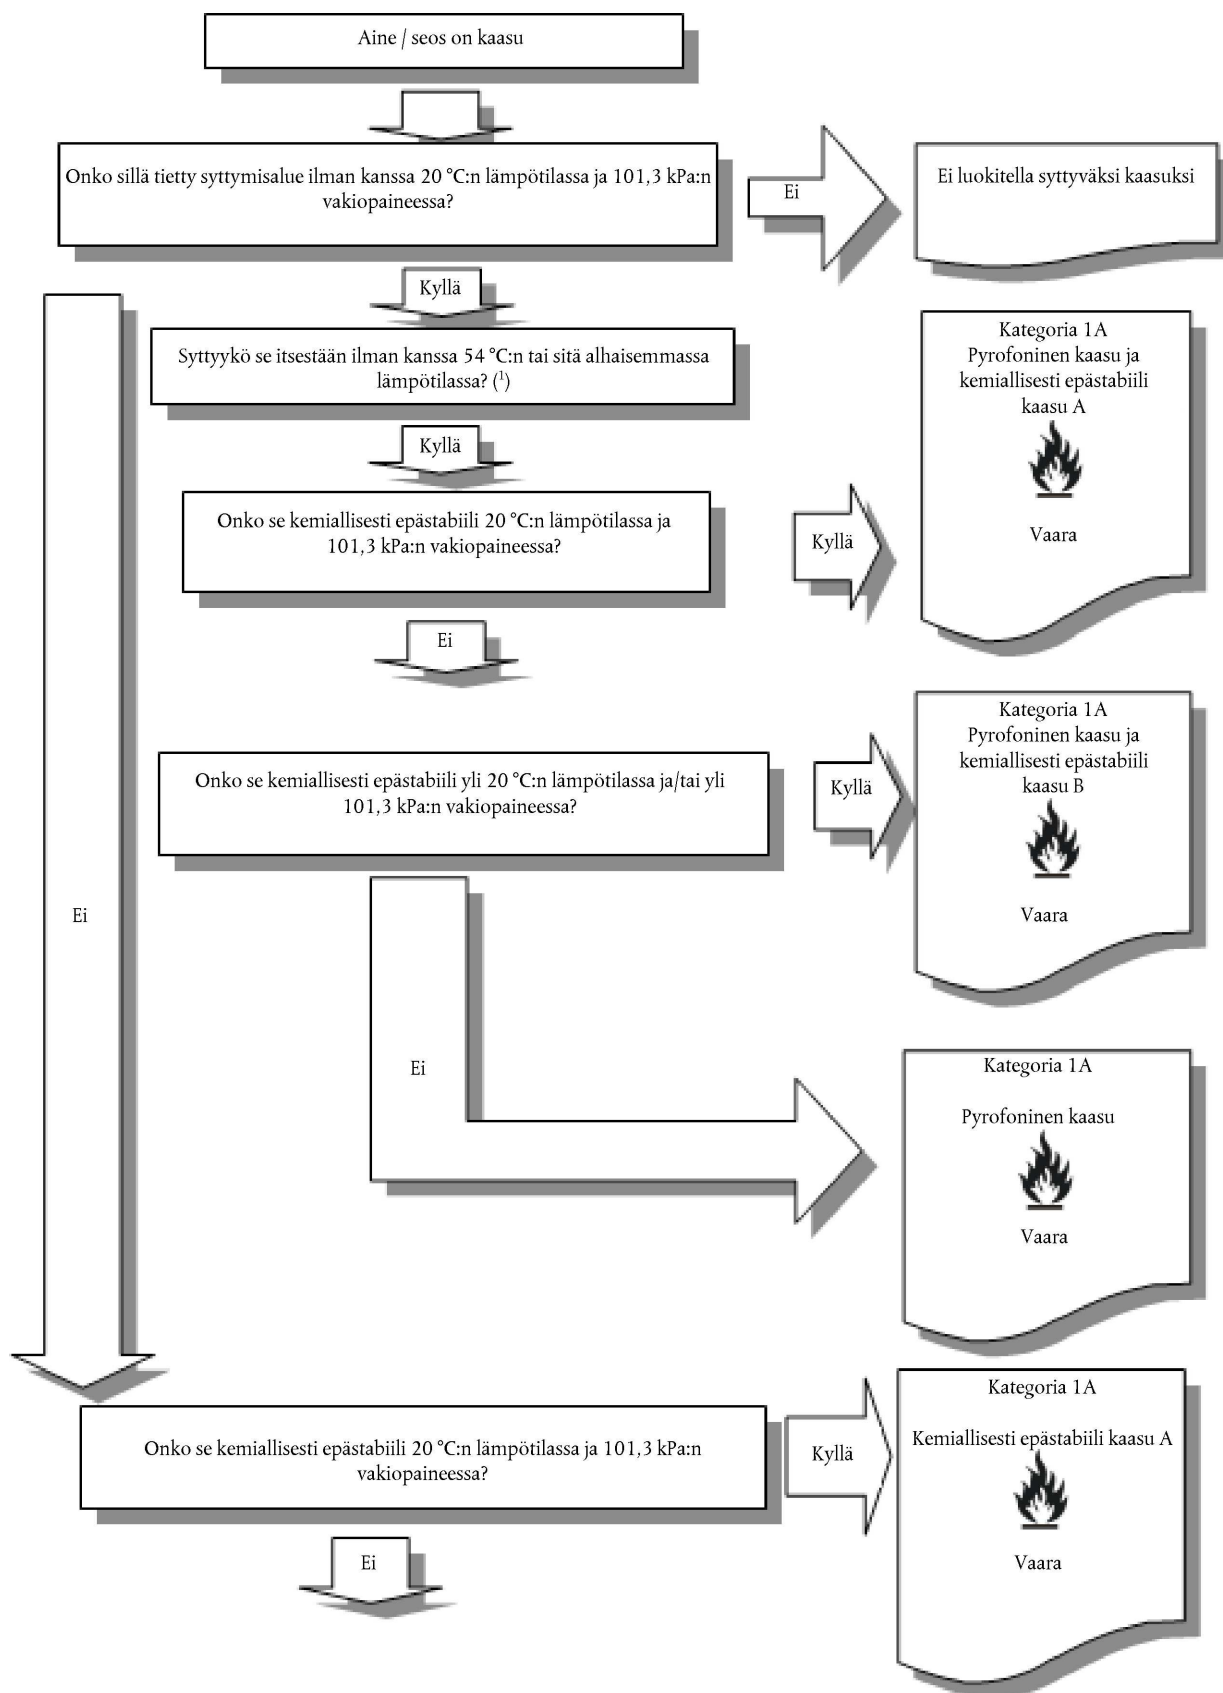 Aine / seos on kaasu
Onko sillä tietty syttymisalue ilman kanssa 20 °C:n lämpötilassa ja 101,3 kPa:n
vakiopaineessa?
Ei
Ei luokitella syttyväksi kaasuksi
Kyllä
Syttyykö se itsestään ilman kanssa 54 °C:n tai sitä alhaisemmassa
lämpötilassa? (¹)
Kategoria 1A
Pyrofoninen kaasu ja
kemiallisesti epästabiili
kaasu A
Vaara
Kyllä
Onko se kemiallisesti epästabiili 20 °C:n lämpötilassa ja
101,3 kPa:n vakiopaineessa?
Kyllä
Ei
Onko se kemiallisesti epästabiili yli 20 °C:n lämpötilassa ja/tai yli
101,3 kPa:n vakiopaineessa?
Kyllä
Kategoria 1A
Pyrofoninen kaasu ja
kemiallisesti epästabiili
kaasu B
Vaara
Ei
Ei
Kategoria 1A
Pyrofoninen kaasu
Vaara
Onko se kemiallisesti epästabiili 20 °C:n lämpötilassa ja 101,3 kPa:n
vakiopaineessa?
Kyllä
Kategoria 1A
Kemiallisesti epästabiili kaasu A
Vaara
Ei